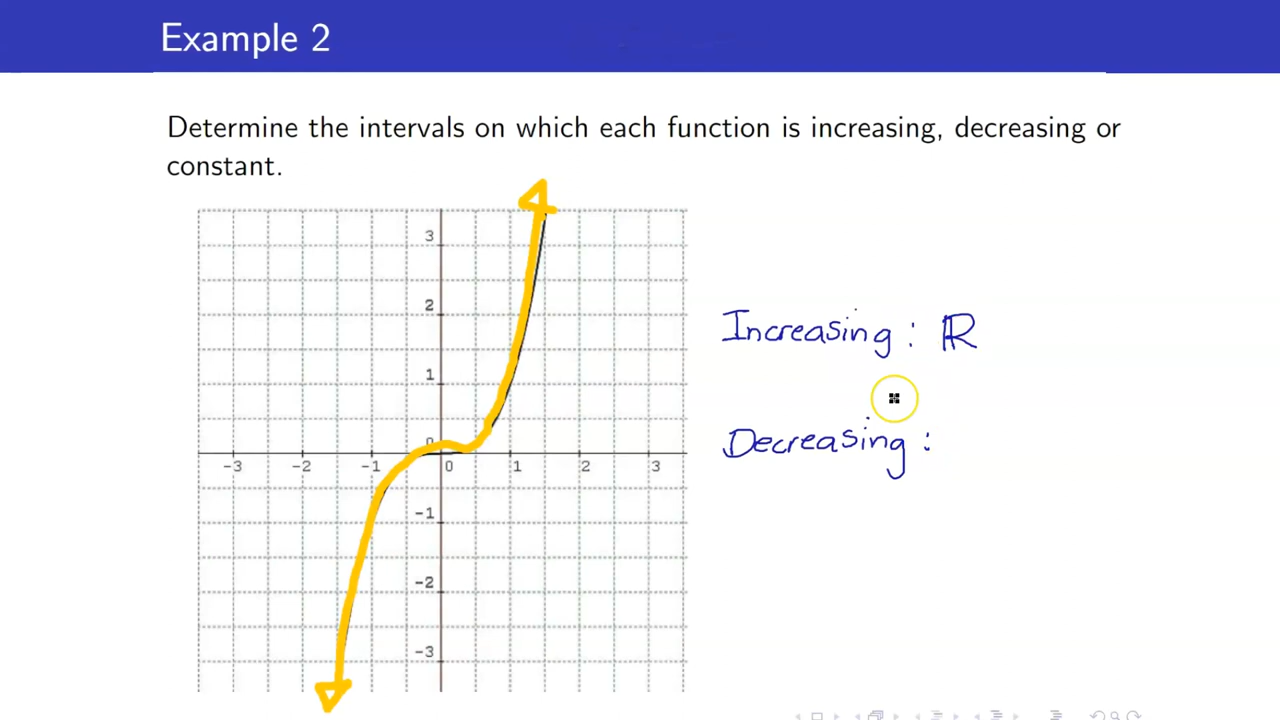 Example 2
Determine the intervals on which each function is increasing, decreasing or
constant.
3
2
1
0
-3 -2 -1 0 1 2 3
-1
-2
-3
Increasing : ℝ
Decreasing :